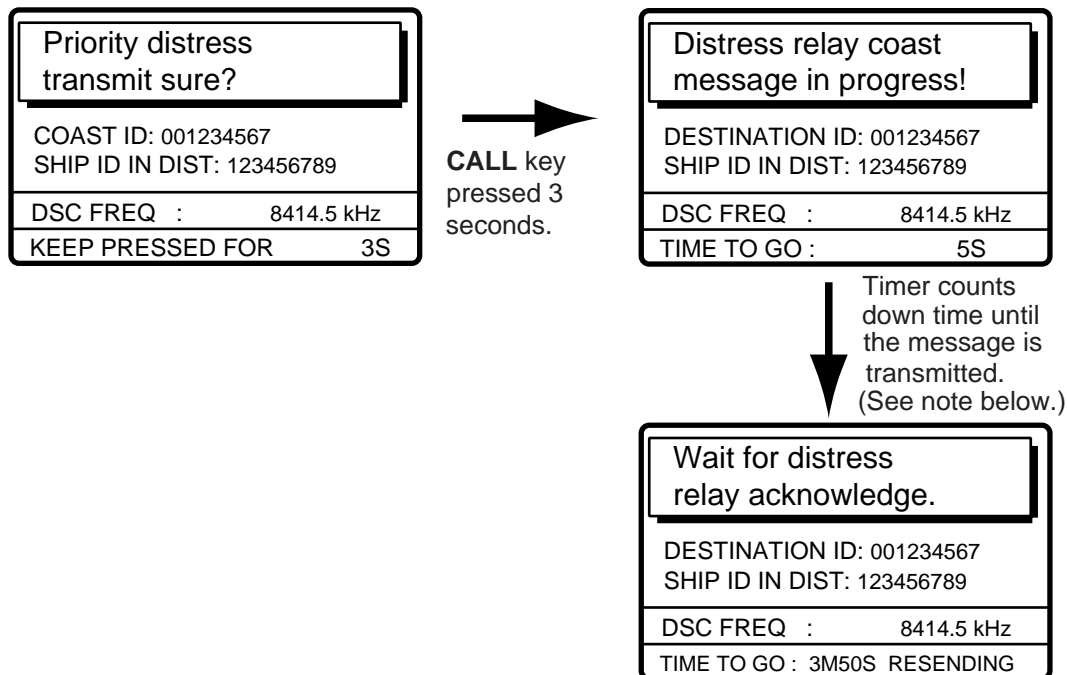 Priority distress
transmit sure?
COAST ID: 001234567
SHIP ID IN DIST: 123456789
DSC FREQ : 8414.5 kHz
KEEP PRESSED FOR 3S
CALL key
pressed 3
seconds.
Distress relay coast
message in progress!
DESTINATION ID: 001234567
SHIP ID IN DIST: 123456789
DSC FREQ : 8414.5 kHz
TIME TO GO : 5S
Timer counts
down time until
the message is
transmitted.
(See note below.)
Wait for distress
relay acknowledge.
DESTINATION ID: 001234567
SHIP ID IN DIST: 123456789
DSC FREQ : 8414.5 kHz
TIME TO GO : 3M50S RESENDING